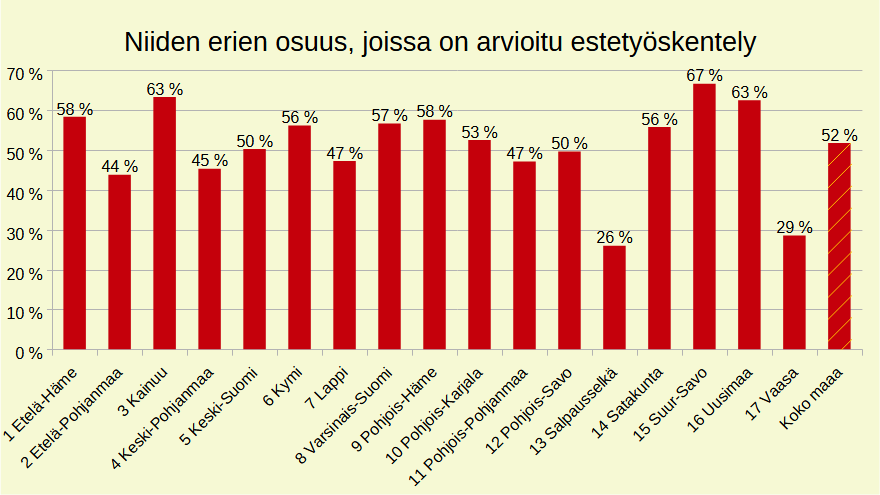 Niiden erien osuus, joissa on arvioitu estetyöskentely
70 %
60 %
50 %
40 %
30 %
20 %
10 %
0 %
58 %
44 %
63 %
45 %
50 %
56 %
47 %
57 %
58 %
53 %
47 %
50 %
26 %
56 %
67 %
63 %
29 %
52 %
1 Etelä-Häme
2 Etelä-Pohjanmaa
3 Kainuu
4 Keski-Pohjanmaa
5 Keski-Suomi
6 Kymi
7 Lappi
8 Varsinais-Suomi
9 Pohjois-Häme
10 Pohjois-Karjala
11 Pohjois-Pohjanmaa
12 Pohjois-Savo
13 Salpausselkä
14 Satakunta
15 Suur-Savo
16 Uusimaa
17 Vaasa
Koko maaa